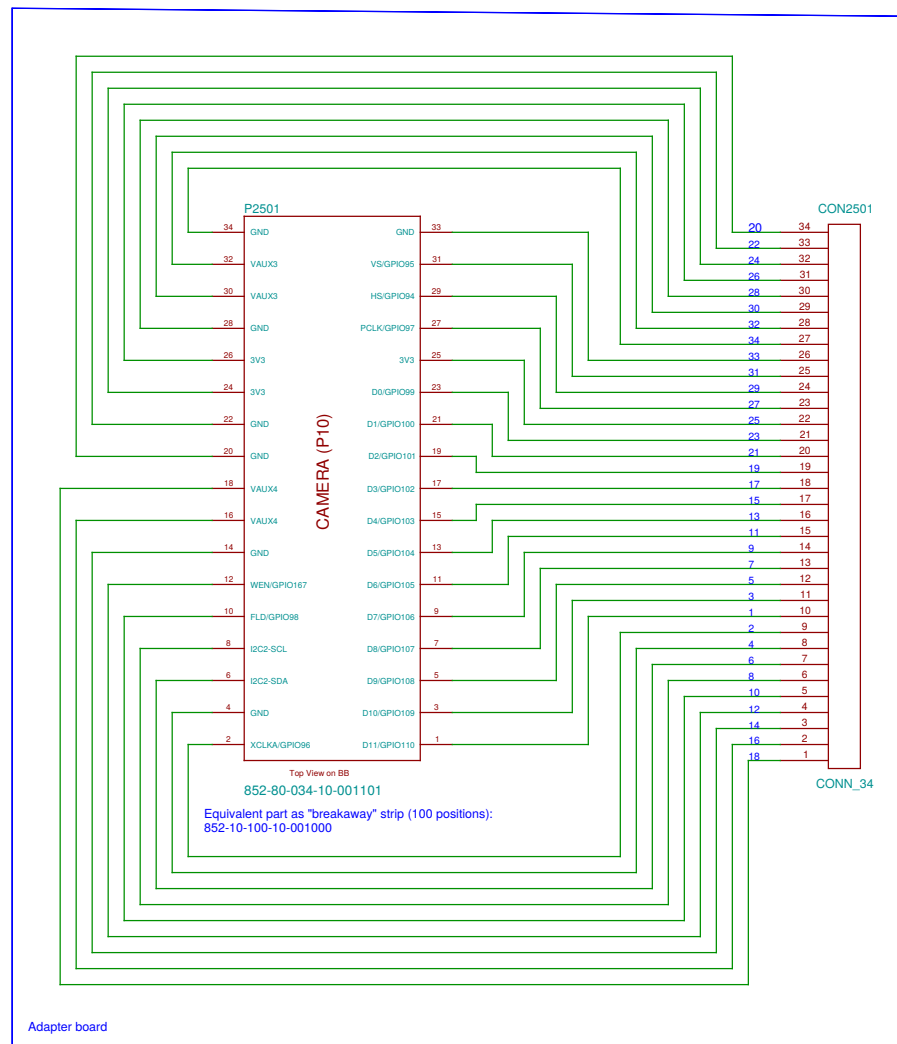 P2501
CON2501
34 GND GND 33
32 VAUX3 VS/GPIO95 31
30 VAUX3 HS/GPIO94 29
28 GND PCLK/GPIO97 27
26 3V3 3V3 25
24 3V3 D0/GPIO99 23
22 GND D1/GPIO100 21
20 GND D2/GPIO101 19
18 VAUX4 D3/GPIO102 17
16 VAUX4 D4/GPIO103 15
14 GND D5/GPIO104 13
12 WEN/GPIO167 D6/GPIO105 11
10 FLD/GPIO98 D7/GPIO106 9
8 I2C2-SCL D8/GPIO107 7
6 I2C2-SDA D9/GPIO108 5
4 GND D10/GPIO109 3
2 XCLKA/GPIO96 D11/GPIO110 1
CAMERA (P10)
Top View on BB
852-80-034-10-001101
Equivalent part as "breakaway" strip (100 positions):
852-10-100-10-001000
20 34
22 33
24 32
26 31
28 30
30 29
32 28
34 27
33 26
31 25
29 24
27 23
25 22
23 21
21 20
19 19
17 18
15 17
13 16
11 15
9 14
7 13
5 12
3 11
1 10
2 9
4 8
6 7
8 6
10 5
12 4
14 3
16 2
18 1
CONN_34
Adapter board